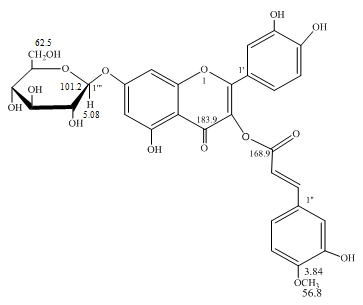 OH
OH
62.5
CH₂OH
O
O
O
1'
101.2
1'''
1
OH
OH
H
OH
5.08
183.9
O
OH
O
O
168.9
1''
OH
3.84
OCH₃
56.8